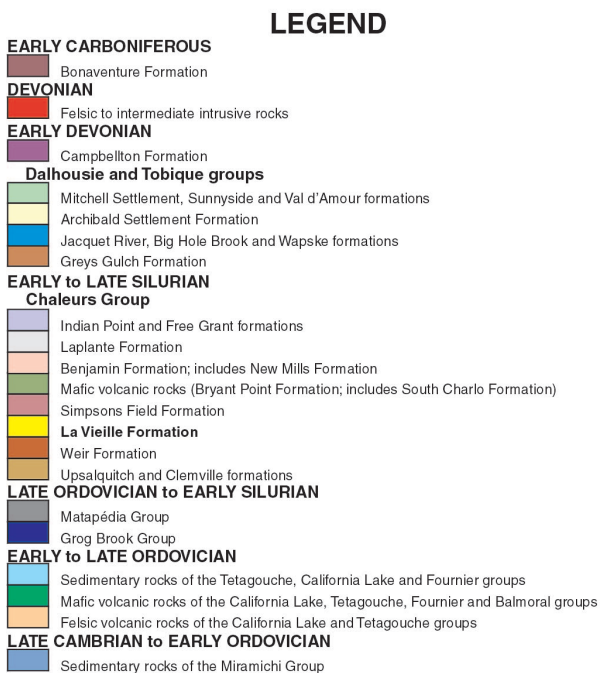 LEGEND
EARLY CARBONIFEROUS
Bonaventure Formation
DEVONIAN
Felsic to intermediate intrusive rocks
EARLY DEVONIAN
Campbellton Formation
Dalhousie and Tobique groups
Mitchell Settlement, Sunnyside and Val d'Amour formations
Archibald Settlement Formation
Jacquet River, Big Hole Brook and Wapske formations
Greys Gulch Formation
EARLY to LATE SILURIAN
Chaleurs Group
Indian Point and Free Grant formations
Laplante Formation
Benjamin Formation; includes New Mills Formation
Mafic volcanic rocks (Bryant Point Formation; includes South Charlo Formation)
Simpsons Field Formation
La Vieille Formation
Weir Formation
Upsalquitch and Clemville formations
LATE ORDOVICIAN to EARLY SILURIAN
Matapédia Group
Grog Brook Group
EARLY to LATE ORDOVICIAN
Sedimentary rocks of the Tetagouche, California Lake and Fournier groups
Mafic volcanic rocks of the California Lake, Tetagouche, Fournier and Balmoral groups
Felsic volcanic rocks of the California Lake and Tetagouche groups
LATE CAMBRIAN to EARLY ORDOVICIAN
Sedimentary rocks of the Miramichi Group